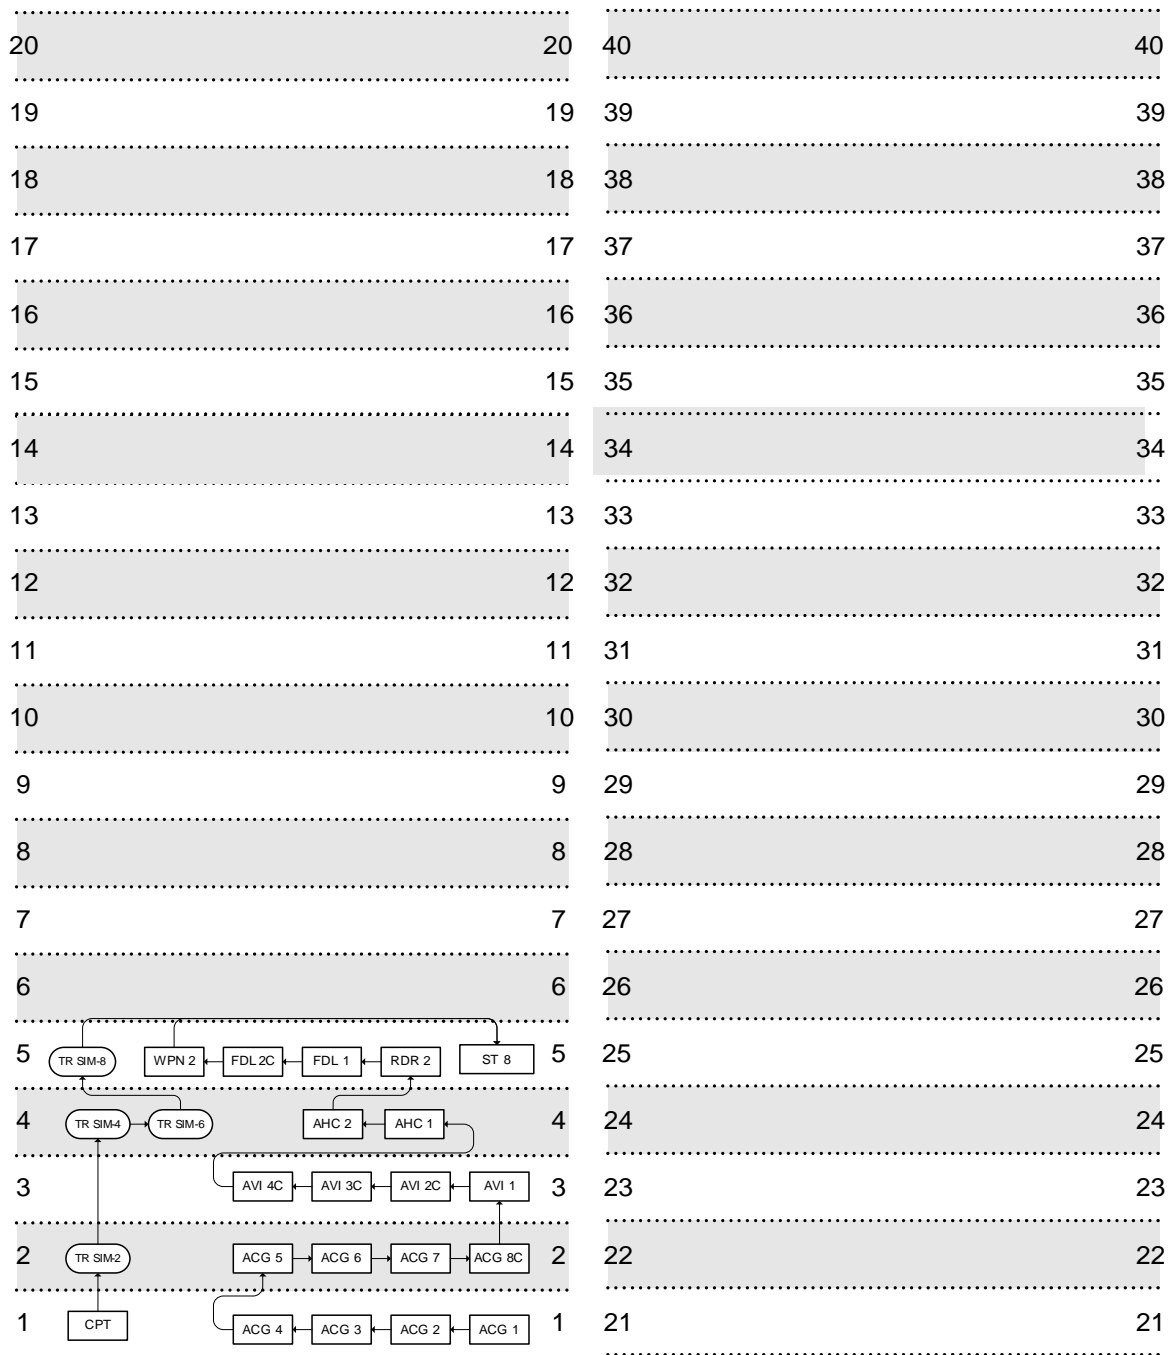 20 20 40 40
19 19 39 39
18 18 38 38
17 17 37 37
16 16 36 36
15 15 35 35
14 14 34 34
13 13 33 33
12 12 32 32
11 11 31 31
10 10 30 30
9 9 29 29
8 8 28 28
7 7 27 27
6 6 26 26
5 TR SIM-8 WPN 2 FDL 2C FDL 1 RDR 2 ST 8 5 25 25
4 TR SIM-4 TR SIM-6 AHC 2 AHC 1 4 24 24
3 AVI 4C AVI 3C AVI 2C AVI 1 3 23 23
2 TR SIM-2 ACG 5 ACG 6 ACG 7 ACG 8C 2 22 22
1 CPT ACG 4 ACG 3 ACG 2 ACG 1 1 21 21